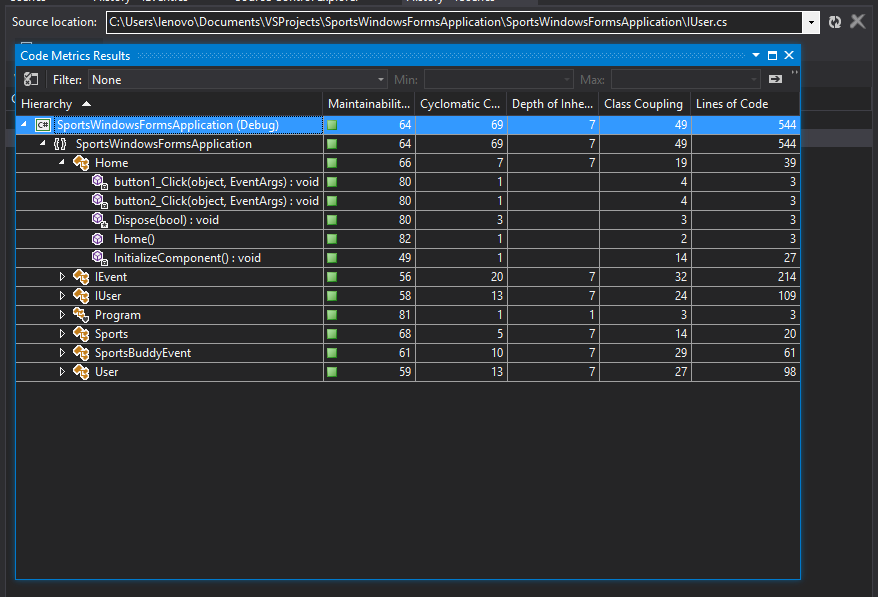 Source location: C:\Users\lenovo\Documents\VSProjects\SportsWindowsFormsApplication\SportsWindowsFormsApplication\IUser.cs
Code Metrics Results
Filter: None Min: Max:
Hierarchy Maintainabilit... Cyclomatic C... Depth of Inhe... Class Coupling Lines of Code
C# SportsWindowsFormsApplication (Debug) 64 69 7 49 544
{} SportsWindowsFormsApplication 64 69 7 49 544
Home 66 7 7 19 39
button1_Click(object, EventArgs) : void 80 1 4 3
button2_Click(object, EventArgs) : void 80 1 4 3
Dispose(bool) : void 80 3 3 3
Home() 82 1 2 3
InitializeComponent() : void 49 1 14 27
IEvent 56 20 7 32 214
IUser 58 13 7 24 109
Program 81 1 1 3 3
Sports 68 5 7 14 20
SportsBuddyEvent 61 10 7 29 61
User 59 13 7 27 98